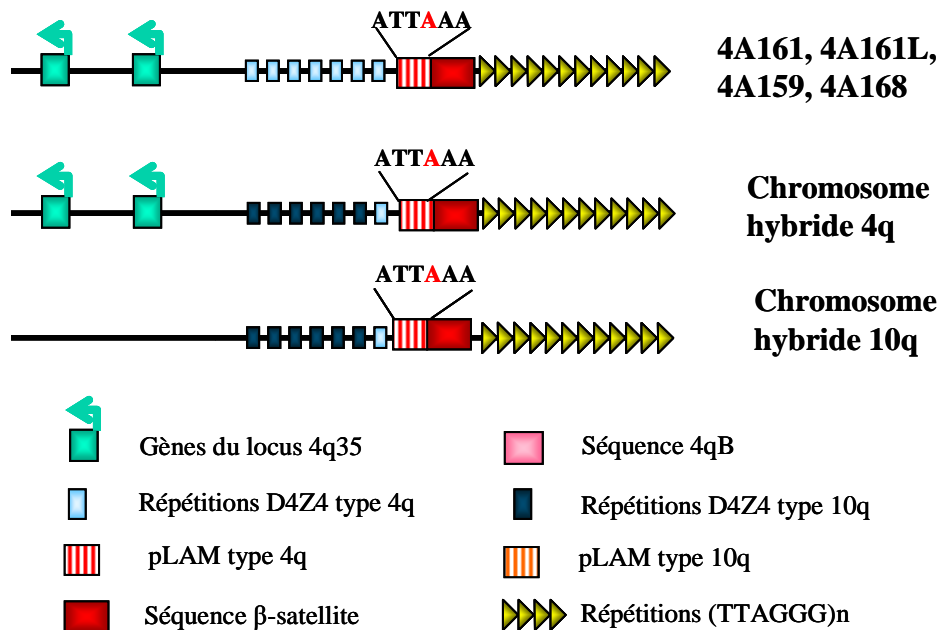 ATTAAA
4A161, 4A161L,
4A159, 4A168
ATTAAA
Chromosome
hybride 4q
ATTAAA
Chromosome
hybride 10q
Gènes du locus 4q35
Séquence 4qB
Répétitions D4Z4 type 4q
Répétitions D4Z4 type 10q
pLAM type 4q
pLAM type 10q
Séquence β-satellite
Répétitions (TTAGGG)n